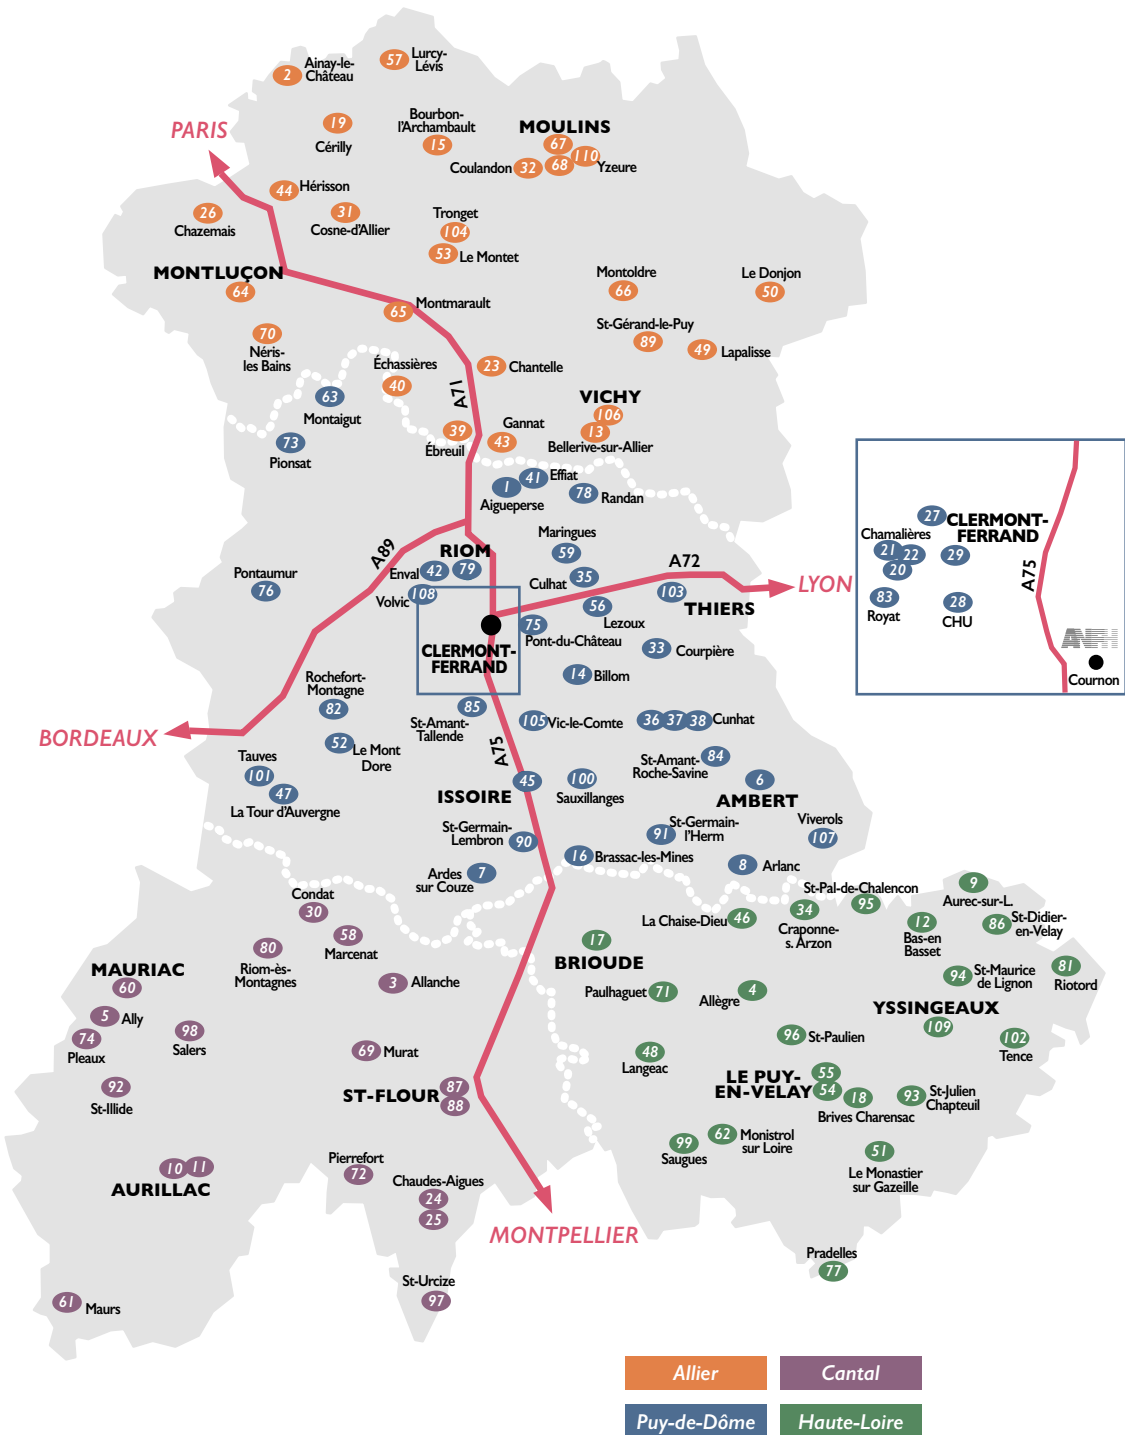 57
Lurcy-
Lévis
2
Ainay-le-
Château
19
Cérilly
Bourbon-
l'Archambault
15
MOULINS
67
110
68
Coulandon
32
Yzeure
PARIS
44
Hérisson
26
Chazemais
31
Cosne-d'Allier
Tronget
104
53
Le Montet
MONTLUÇON
64
Montoldre
66
Le Donjon
50
65
Montmarault
St-Gérand-le-Puy
89
49
Lapalisse
70
Néris-
les Bains
Échassières
40
23
Chantelle
A71
63
Montaigut
VICHY
106
13
Bellerive-sur-Allier
39
Ébreuil
Gannat
43
73
Pionsat
1
Aigueperse
41
Effiat
78
Randan
Maringues
59
A89
RIOM
79
Enval
42
Culhat
35
A72
LYON
Pontaumur
76
Volvic
108
56
Lezoux
103
THIERS
CLERMONT-
FERRAND
75
Pont-du-Château
33
Courpière
14
Billom
27
CLERMONT-
FERRAND
Chamalières
21
22
20
29
83
Royat
28
CHU
A75
ANFH
Cournon
Rochefort-
Montagne
82
85
St-Amant-
Tallende
105
Vic-le-Comte
36
37
38
Cunhat
BORDEAUX
52
Le Mont
Dore
A75
Tauves
101
47
La Tour d'Auvergne
ISSOIRE
45
100
Sauxillanges
St-Amant-
Roche-Savine
84
6
AMBERT
St-Germain-
Lembron
90
91
St-Germain-
l'Herm
Viverols
107
16
Brassac-les-Mines
8
Arlanc
Ardes
sur Couze
7
Condat
30
58
Marcenat
80
Riom-ès-
Montagnes
3
Allanche
MAURIAC
60
5
Ally
74
Pleaux
98
Salers
92
St-Illide
69
Murat
ST-FLOUR
87
88
10
11
AURILLAC
Pierrefort
72
Chaudes-Aigues
24
25
MONTPELLIER
St-Urcize
97
61
Maurs
La Chaise-Dieu
46
34
Craponne-
s. Arzon
St-Pal-de-Chalencon
95
9
Aurec-sur-L.
12
Bas-en
Basset
86
St-Didier-
en-Velay
17
BRIOUDE
94
St-Maurice
de Lignon
81
Riotord
Paulhaguet
71
Allègre
4
YSSINGEAUX
109
96
St-Paulien
102
Tence
48
Langeac
LE PUY-
EN-VELAY
55
54
18
Brives Charensac
93
St-Julien
Chapteuil
99
Saugues
62
Monistrol
sur Loire
51
Le Monastier
sur Gazeille
Pradelles
77
Allier
Cantal
Puy-de-Dôme
Haute-Loire